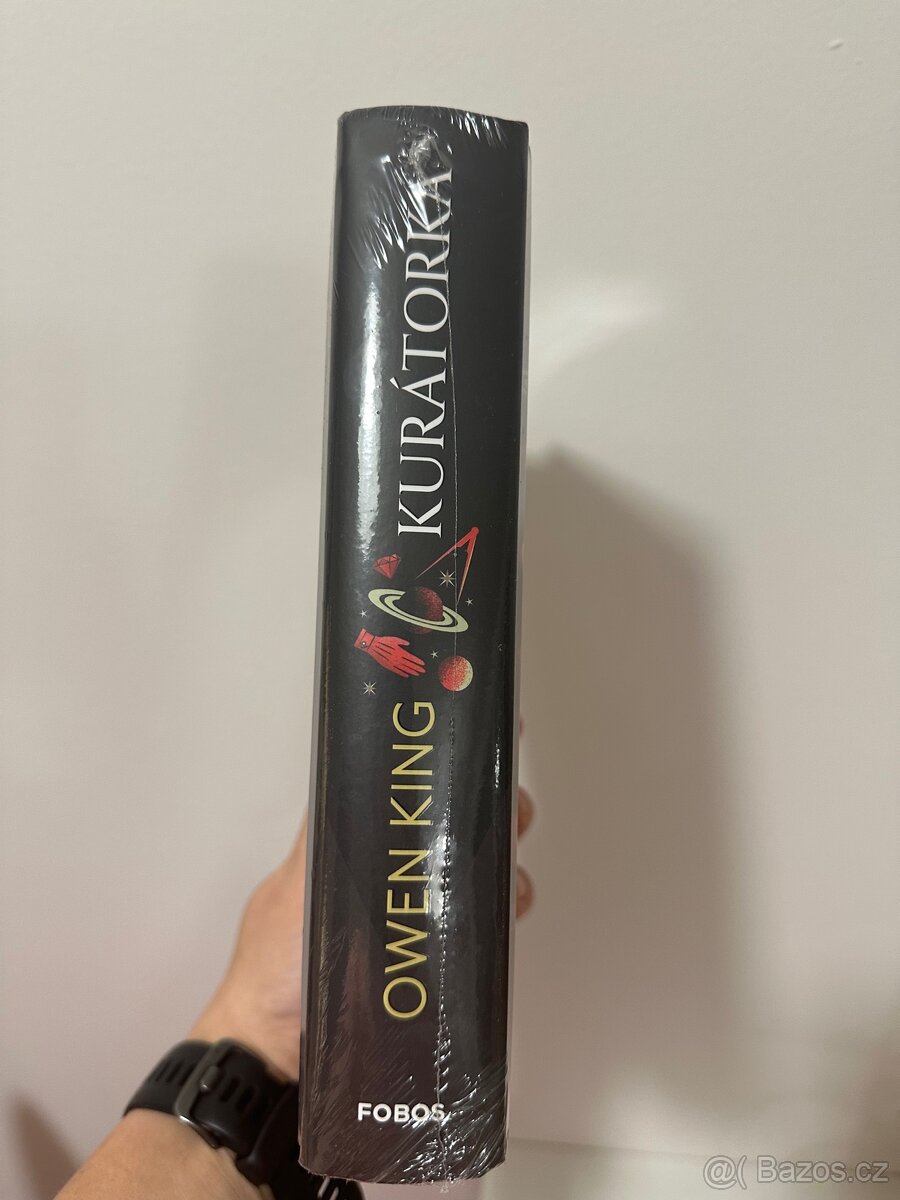 OWEN KING
KURÁTORKA
FOBOS
@( Bazos.cz